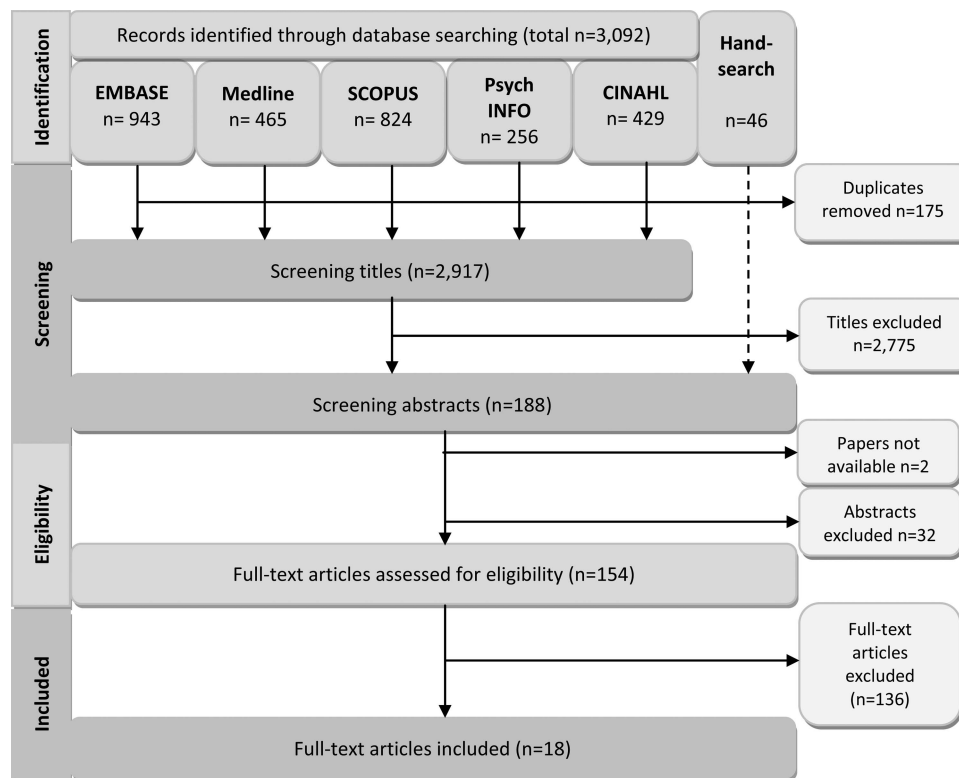 Identification
Records identified through database searching (total n=3,092)
EMBASE
n= 943
Medline
n= 465
SCOPUS
n= 824
Psych
INFO
n= 256
CINAHL
n= 429
Hand-
search
n=46
Screening
Duplicates
removed n=175
Screening titles (n=2,917)
Titles excluded
n=2,775
Screening abstracts (n=188)
Eligibility
Papers not
available n=2
Abstracts
excluded n=32
Full-text articles assessed for eligibility (n=154)
Included
Full-text
articles
excluded
(n=136)
Full-text articles included (n=18)